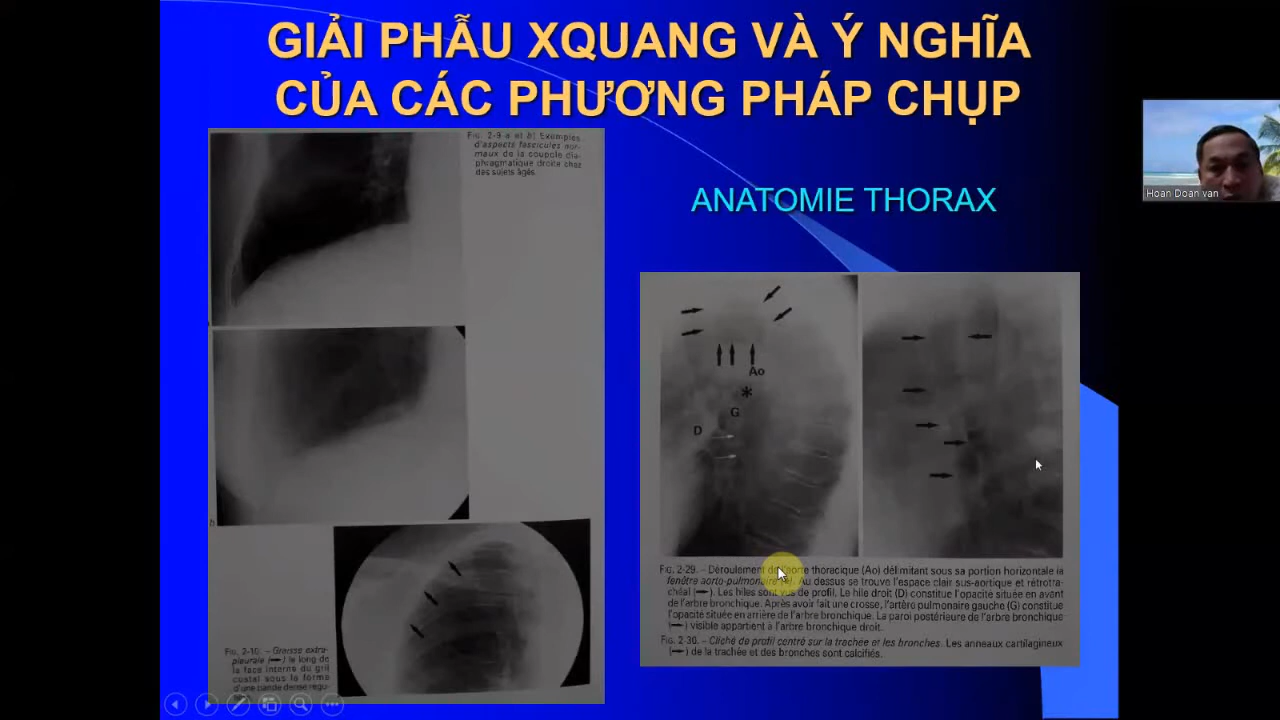 GIẢI PHẪU XQUANG VÀ Ý NGHĨA
CỦA CÁC PHƯƠNG PHÁP CHỤP
FIG. 2-9 a et b) Exemples
d'aspects fasciculés nor-
maux de la coupole dia-
phragmatique droite chez
des sujets âgés.
ANATOMIE THORAX
Hoan Doan van
Ao
*
G
D
b
FIG. 2-29. – Déroulement de l'aorte thoracique (Ao) délimitant sous sa portion horizontale la
fenêtre aorto-pulmonaire (*). Au dessus se trouve l'espace clair sus-aortique et rétrotra-
chéal (→). Les hiles sont vus de profil. Le hile droit (D) constitue l'opacité située en avant
de l'arbre bronchique. Après avoir fait une crosse, l'artère pulmonaire gauche (G) constitue
l'opacité située en arrière de l'arbre bronchique. La paroi postérieure de l'arbre bronchique
(→) visible appartient à l'arbre bronchique droit.
FIG. 2-30. – Cliché de profil centré sur la trachée et les bronches. Les anneaux cartilagineux
(→) de la trachée et des bronches sont calcifiés.
FIG. 2-10. – Graisse extra-
pleurale (→) le long de
la face interne du gril
costal sous la forme
d'une bande dense régu-